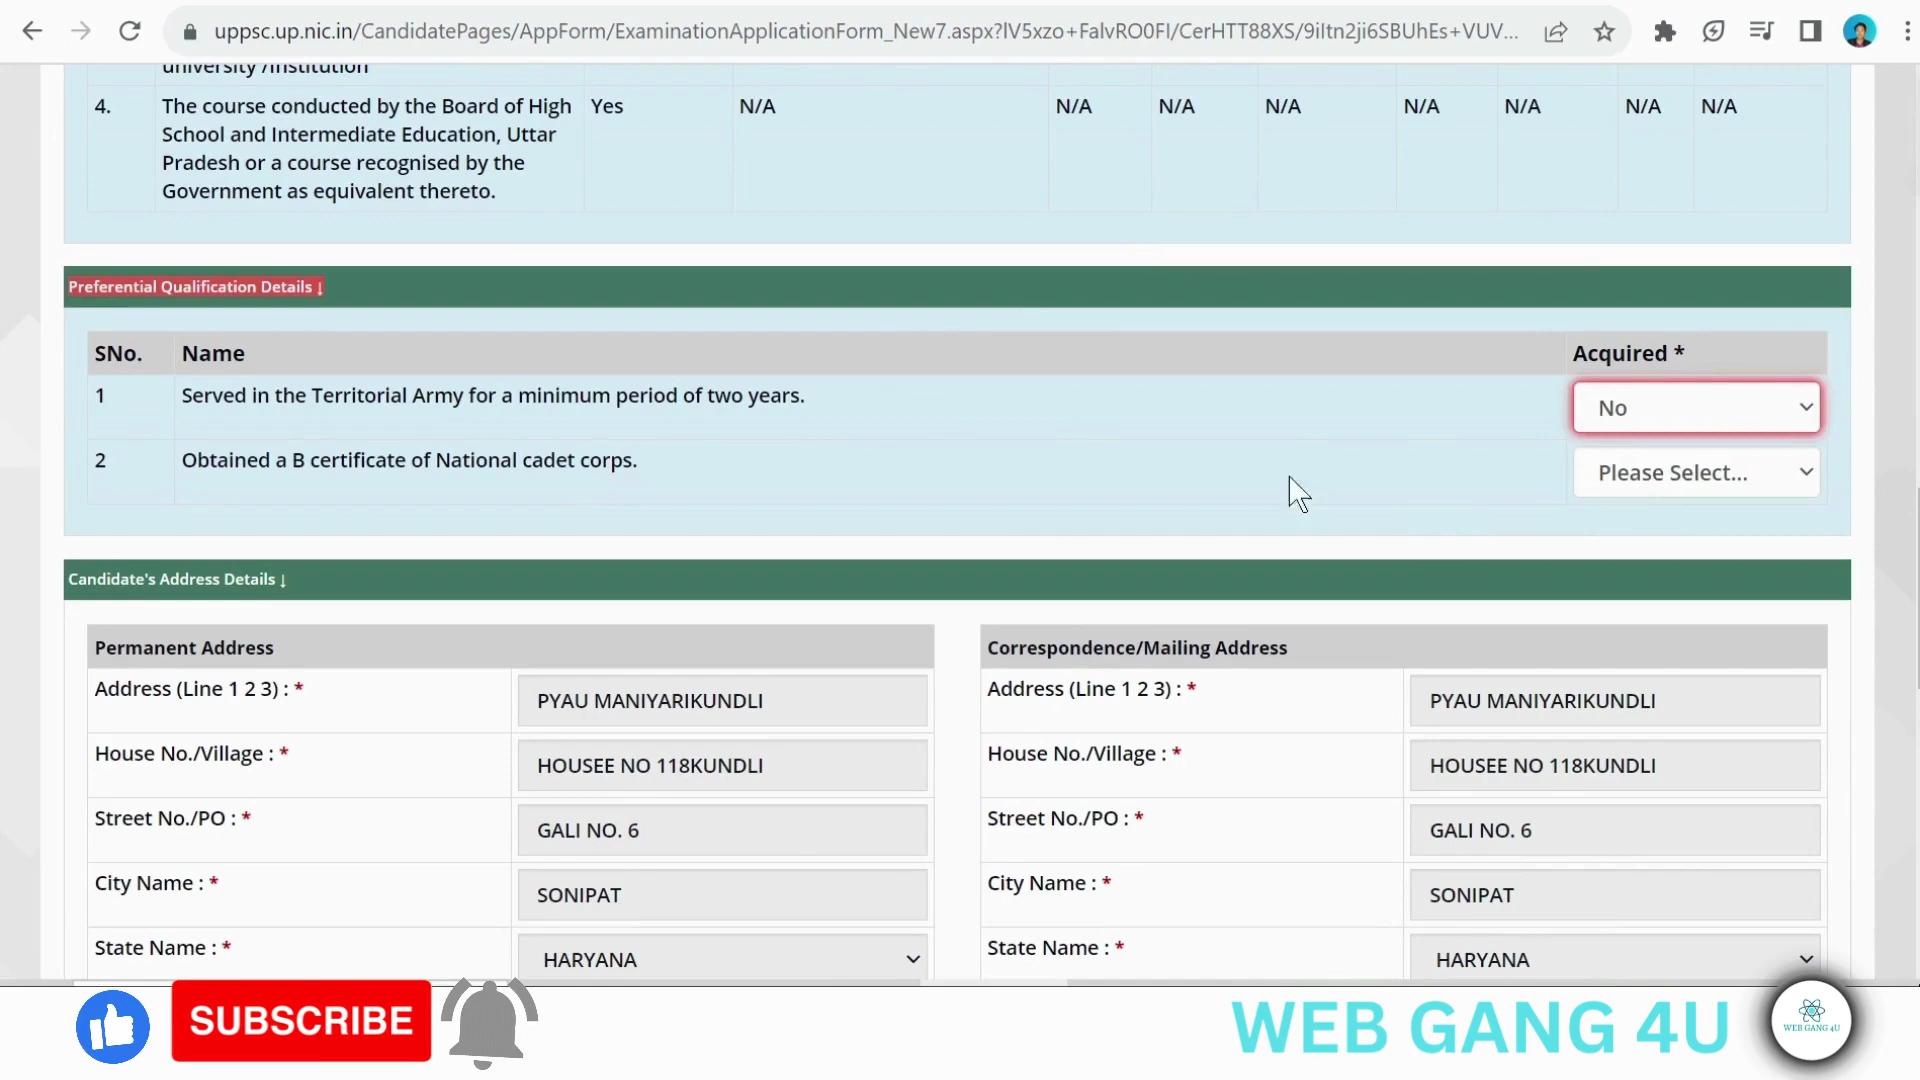 uppsc.up.nic.in/CandidatePages/AppForm/ExaminationApplicationForm_New7.aspx?lV5xzo+FalvRO0FI/CerHTT88XS/9iItn2ji6SBUhEs+VUV...
university /institution
4. The course conducted by the Board of High Yes N/A N/A N/A N/A N/A N/A N/A N/A
School and Intermediate Education, Uttar
Pradesh or a course recognised by the
Government as equivalent thereto.
Preferential Qualification Details ↓
SNo. Name Acquired *
1 Served in the Territorial Army for a minimum period of two years. No
2 Obtained a B certificate of National cadet corps. Please Select...
Candidate's Address Details ↓
Permanent Address Correspondence/Mailing Address
Address (Line 1 2 3) : * PYAU MANIYARIKUNDLI Address (Line 1 2 3) : * PYAU MANIYARIKUNDLI
House No./Village : * HOUSEE NO 118KUNDLI House No./Village : * HOUSEE NO 118KUNDLI
Street No./PO : * GALI NO. 6 Street No./PO : * GALI NO. 6
City Name : * SONIPAT City Name : * SONIPAT
State Name : * HARYANA State Name : * HARYANA
SUBSCRIBE WEB GANG 4U
WEB GANG 4U